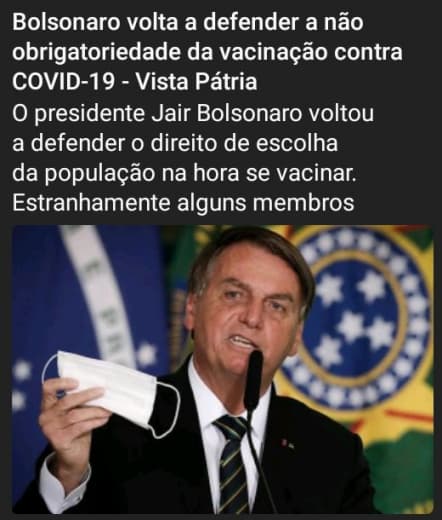 Bolsonaro volta a defender a não
obrigatoriedade da vacinação contra
COVID-19 - Vista Pátria
O presidente Jair Bolsonaro voltou
a defender o direito de escolha
da população na hora se vacinar.
Estranhamente alguns membros
E PR